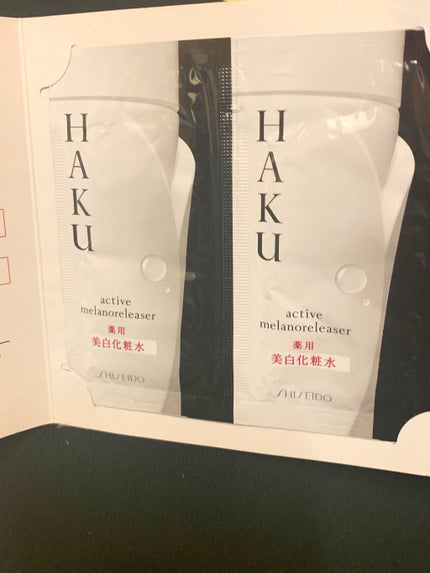 HAKU
active
melanoreleaser
薬用
美白化粧水
SHISEIDO
HAKU
active
melanoreleaser
薬用
美白化粧水
SHISEIDO